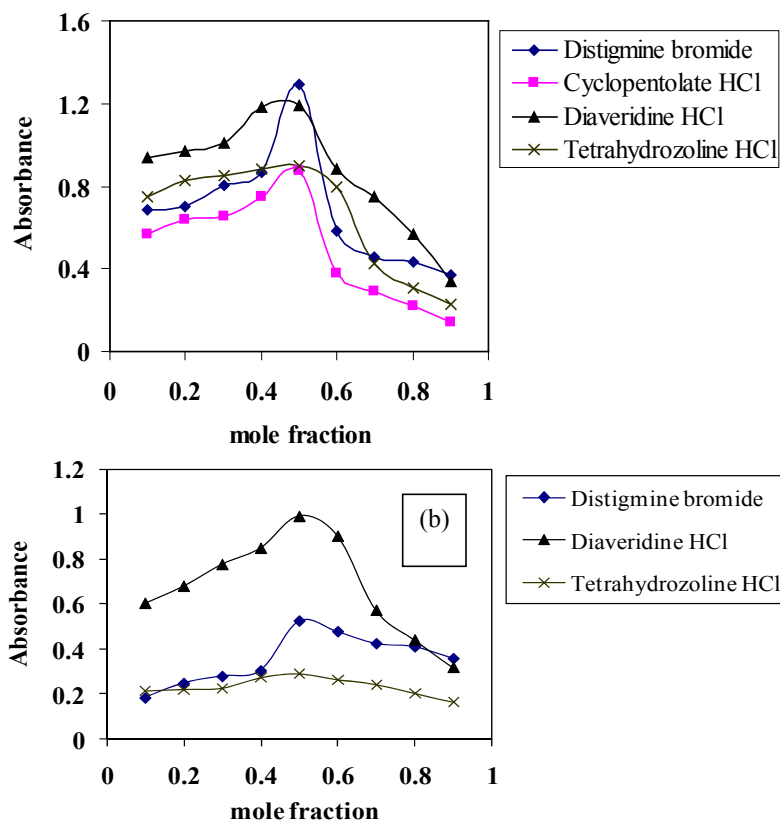 1.6
1.2
0.8
0.4
0
Absorbance
0 0.2 0.4 0.6 0.8 1
mole fraction
Distigmine bromide
Cyclopentolate HCl
Diaveridine HCl
Tetrahydrozoline HCl
1.2
1
0.8
0.6
0.4
0.2
0
Absorbance
0 0.2 0.4 0.6 0.8 1
mole fraction
(b)
Distigmine bromide
Diaveridine HCl
Tetrahydrozoline HCl